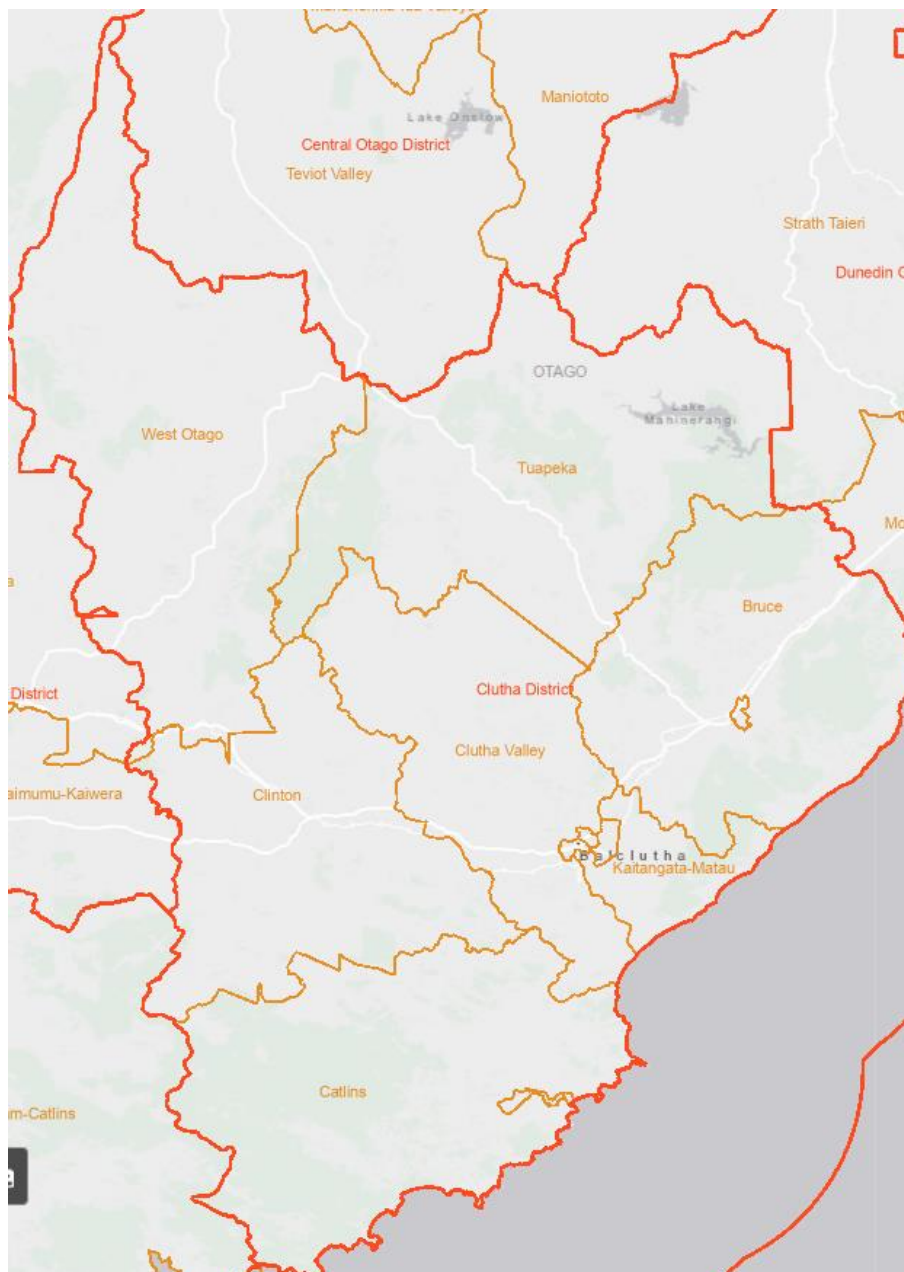 Lake Onslow
Maniototo
Central Otago District
Teviot Valley
Strath Taieri
Dunedin C
OTAGO
Lake
Mahinerangi
West Otago
Tuapeka
Mo
a
Bruce
District
Clutha District
Clutha Valley
aimumu-Kaiwera
Clinton
Balclutha
Kaitangata-Matau
Catlins
m-Catlins